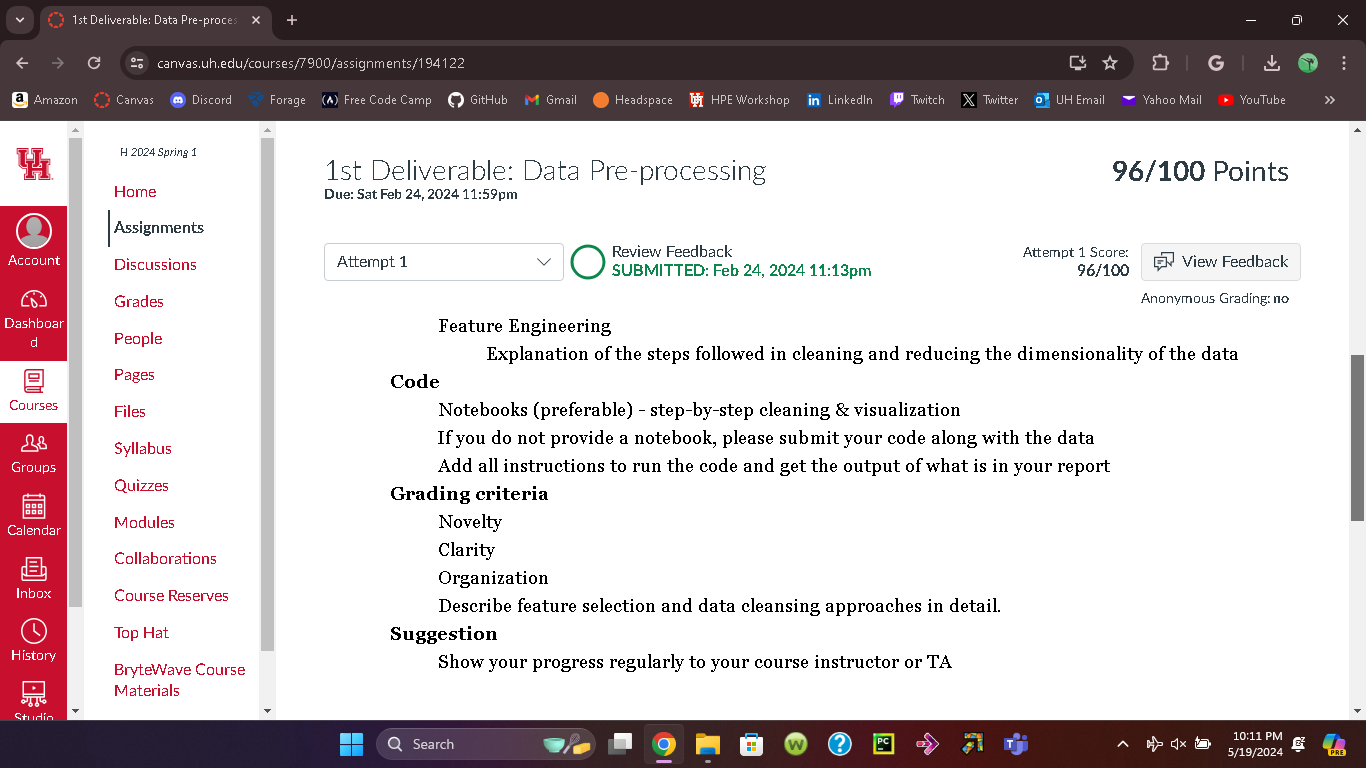 1st Deliverable: Data Pre-proces
canvas.uh.edu/courses/7900/assignments/194122
Amazon
Canvas
Discord
Forage
Free Code Camp
GitHub
Gmail
Headspace
HPE Workshop
LinkedIn
Twitch
Twitter
UH Email
Yahoo Mail
YouTube
Account
Dashboar
d
Courses
Groups
Calendar
Inbox
History
Studio
H 2024 Spring 1
Home
Assignments
Discussions
Grades
People
Pages
Files
Syllabus
Quizzes
Modules
Collaborations
Course Reserves
Top Hat
BryteWave Course
Materials
1st Deliverable: Data Pre-processing
96/100 Points
Due: Sat Feb 24, 2024 11:59pm
Attempt 1
Review Feedback
SUBMITTED: Feb 24, 2024 11:13pm
Attempt 1 Score:
96/100
View Feedback
Anonymous Grading: no
Feature Engineering
Explanation of the steps followed in cleaning and reducing the dimensionality of the data
Code
Notebooks (preferable) - step-by-step cleaning & visualization
If you do not provide a notebook, please submit your code along with the data
Add all instructions to run the code and get the output of what is in your report
Grading criteria
Novelty
Clarity
Organization
Describe feature selection and data cleansing approaches in detail.
Suggestion
Show your progress regularly to your course instructor or TA
Search
10:11 PM
5/19/2024